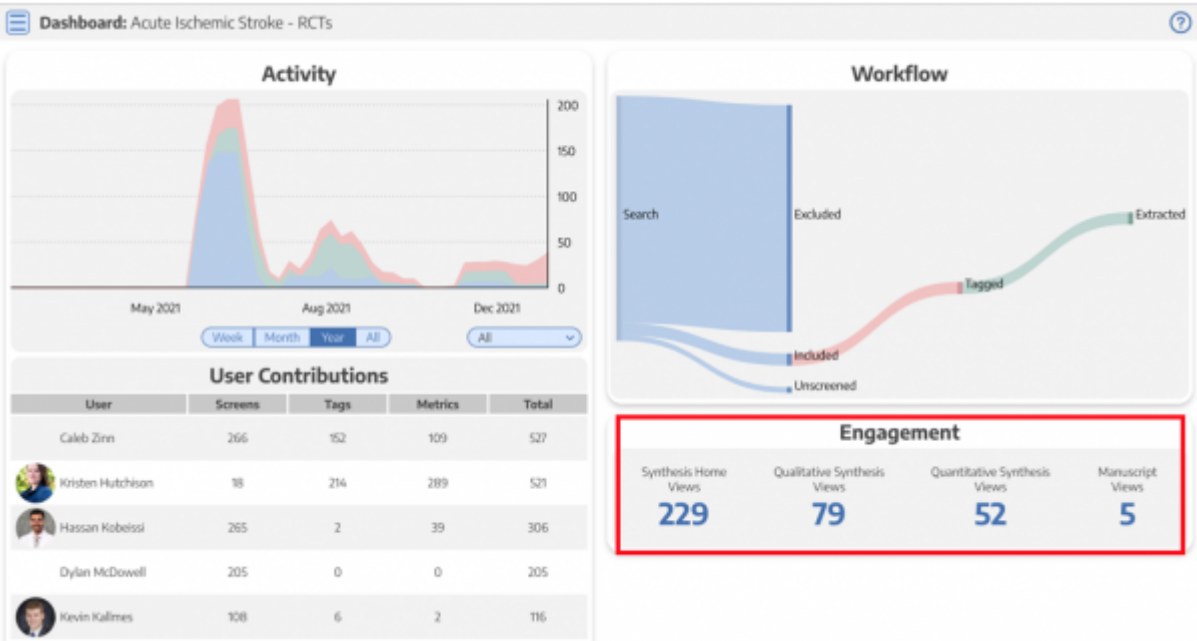 Dashboard: Acute Ischemic Stroke - RCTs
?
Activity
200
150
100
50
0
May 2021
Aug 2021
Dec 2021
Week Month Year All
All
User Contributions
User Screens Tags Metrics Total
Caleb Zinn 266 152 109 527
Kristen Hutchison 18 214 289 521
Hassan Kobeissi 265 2 39 306
Dylan McDowell 205 0 0 205
Kevin Kallmes 108 6 2 116
Workflow
Search
Excluded
Extracted
Tagged
Included
Unscreened
Engagement
Synthesis Home Views
229
Qualitative Synthesis Views
79
Quantitative Synthesis Views
52
Manuscript Views
5